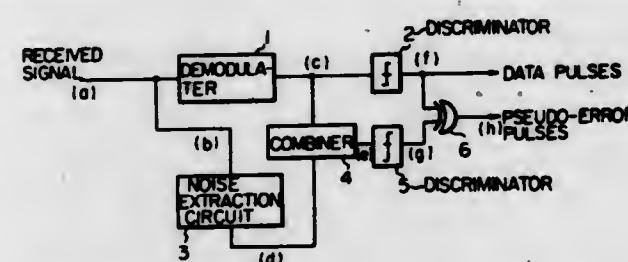 1
2 DISCRIMINATOR
RECEIVED
SIGNAL
(a)
DEMODULA-
TER
(c)
(f)
DATA PULSES
(b)
COMBINER
4
(e)
(g)
6
(h)
PSEUDO-ERROR
PULSES
5 DISCRIMINATOR
NOISE
EXTRACTION
CIRCUIT
3
(d)